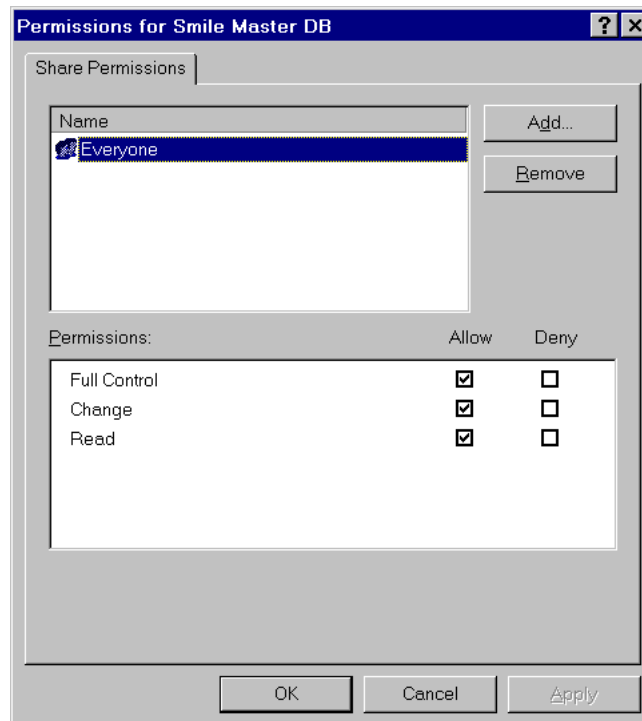 Permissions for Smile Master DB
Share Permissions
Name
Add...
Everyone
Remove
Permissions: Allow Deny
Full Control
Change
Read
OK Cancel Apply